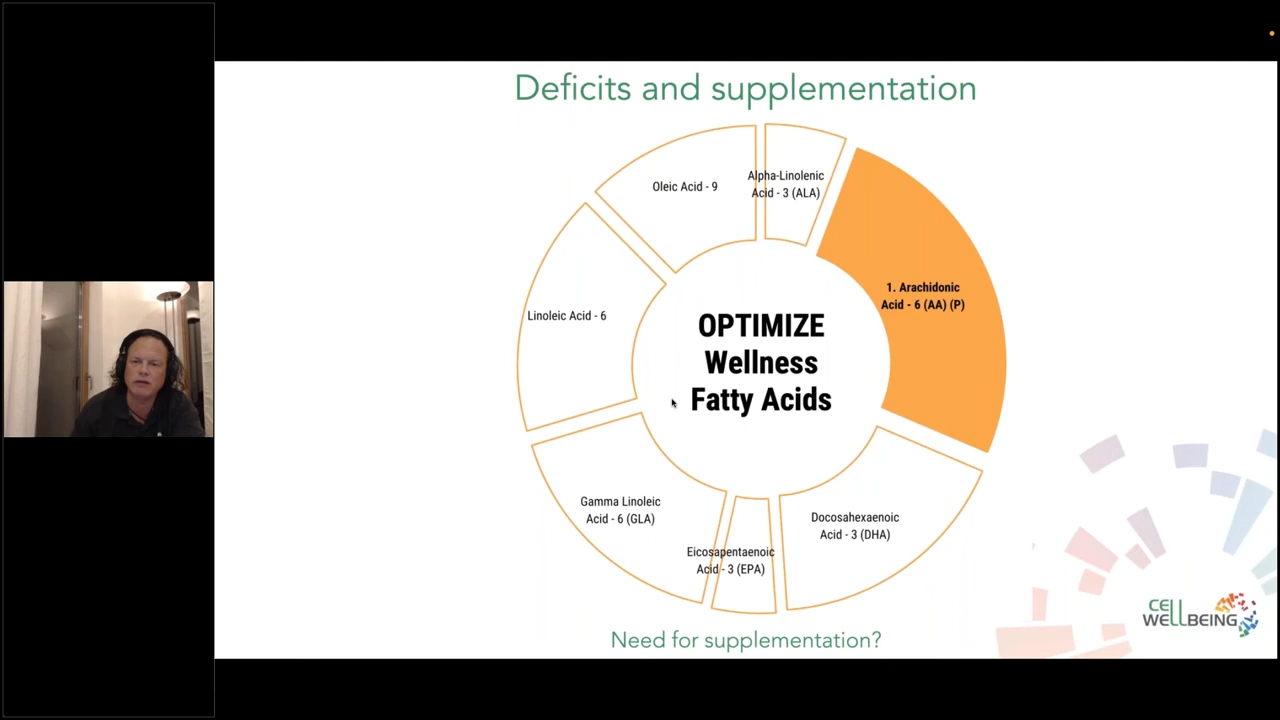 Deficits and supplementation
Oleic Acid - 9
Alpha-Linolenic
Acid - 3 (ALA)
1. Arachidonic
Acid - 6 (AA) (P)
Linoleic Acid - 6
OPTIMIZE
Wellness
Fatty Acids
Gamma Linoleic
Acid - 6 (GLA)
Eicosapentaenoic
Acid - 3 (EPA)
Docosahexaenoic
Acid - 3 (DHA)
Need for supplementation?
CELL
WELLBEING